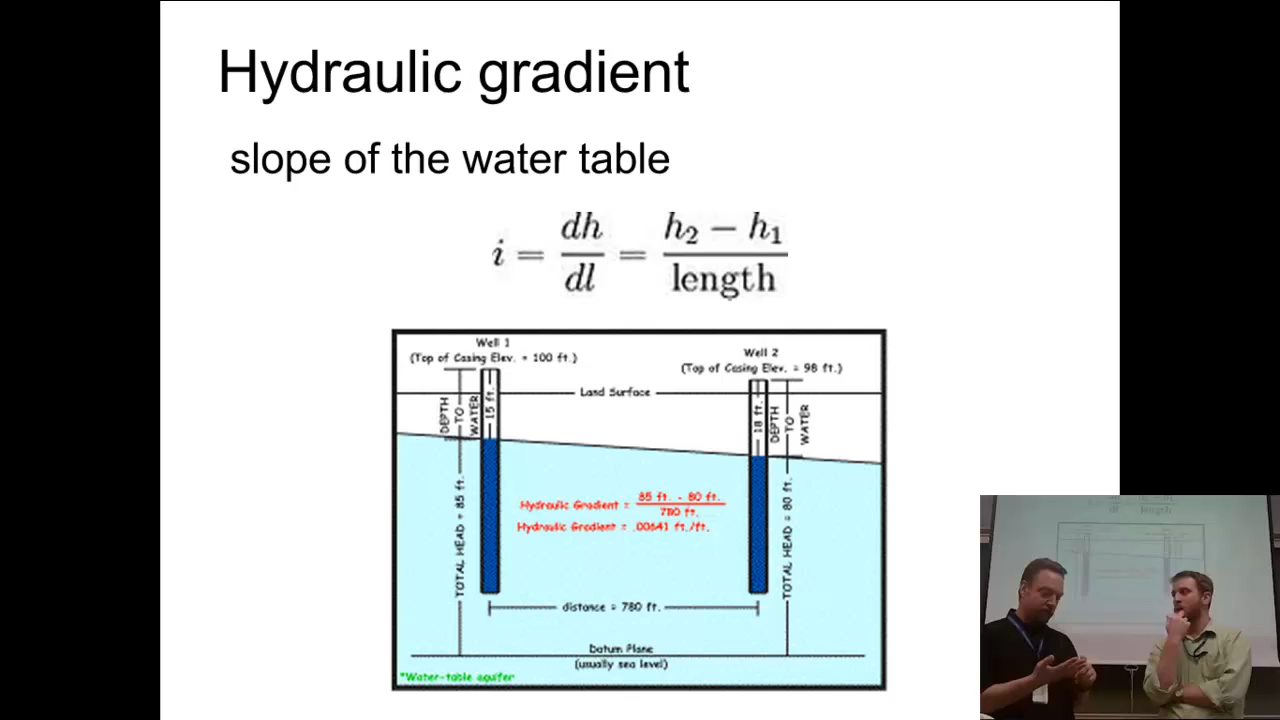 Hydraulic gradient
slope of the water table
i = dh/dl = h₂ − h₁/length
Well 1
(Top of Casing Elev. = 100 ft.)
Well 2
(Top of Casing Elev. = 98 ft.)
Land Surface
DEPTH TO WATER
15 ft.
18 ft.
DEPTH TO WATER
TOTAL HEAD = 85 ft.
Hydraulic Gradient = 85 ft. - 80 ft./780 ft.
Hydraulic Gradient = .00641 ft./ft.
TOTAL HEAD = 80 ft.
distance = 780 ft.
Datum Plane
(usually sea level)
*Water-table aquifer